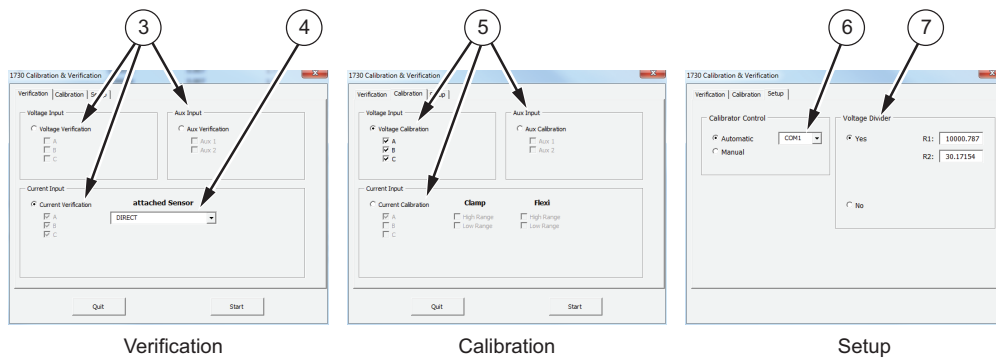 3
4
5
6
7
1730 Calibration & Verification
Verification Calibration
Voltage Input
Voltage Verification
A
B
C
Aux Input
Aux Verification
Aux 1
Aux 2
Current Input
Current Verification
A
B
C
attached Sensor
DIRECT
Quit
Start
Verification
1730 Calibration & Verification
Verification Calibration
Voltage Input
Voltage Calibration
A
B
C
Aux Input
Aux Calibration
Aux 1
Aux 2
Current Input
Current Calibration
A
B
C
Clamp
High Range
Low Range
Flexi
High Range
Low Range
Quit
Start
Calibration
1730 Calibration & Verification
Verification Calibration Setup
Calibrator Control
Automatic COM1
Manual
Voltage Divider
Yes
R1: 10000.787
R2: 30.17154
No
Setup